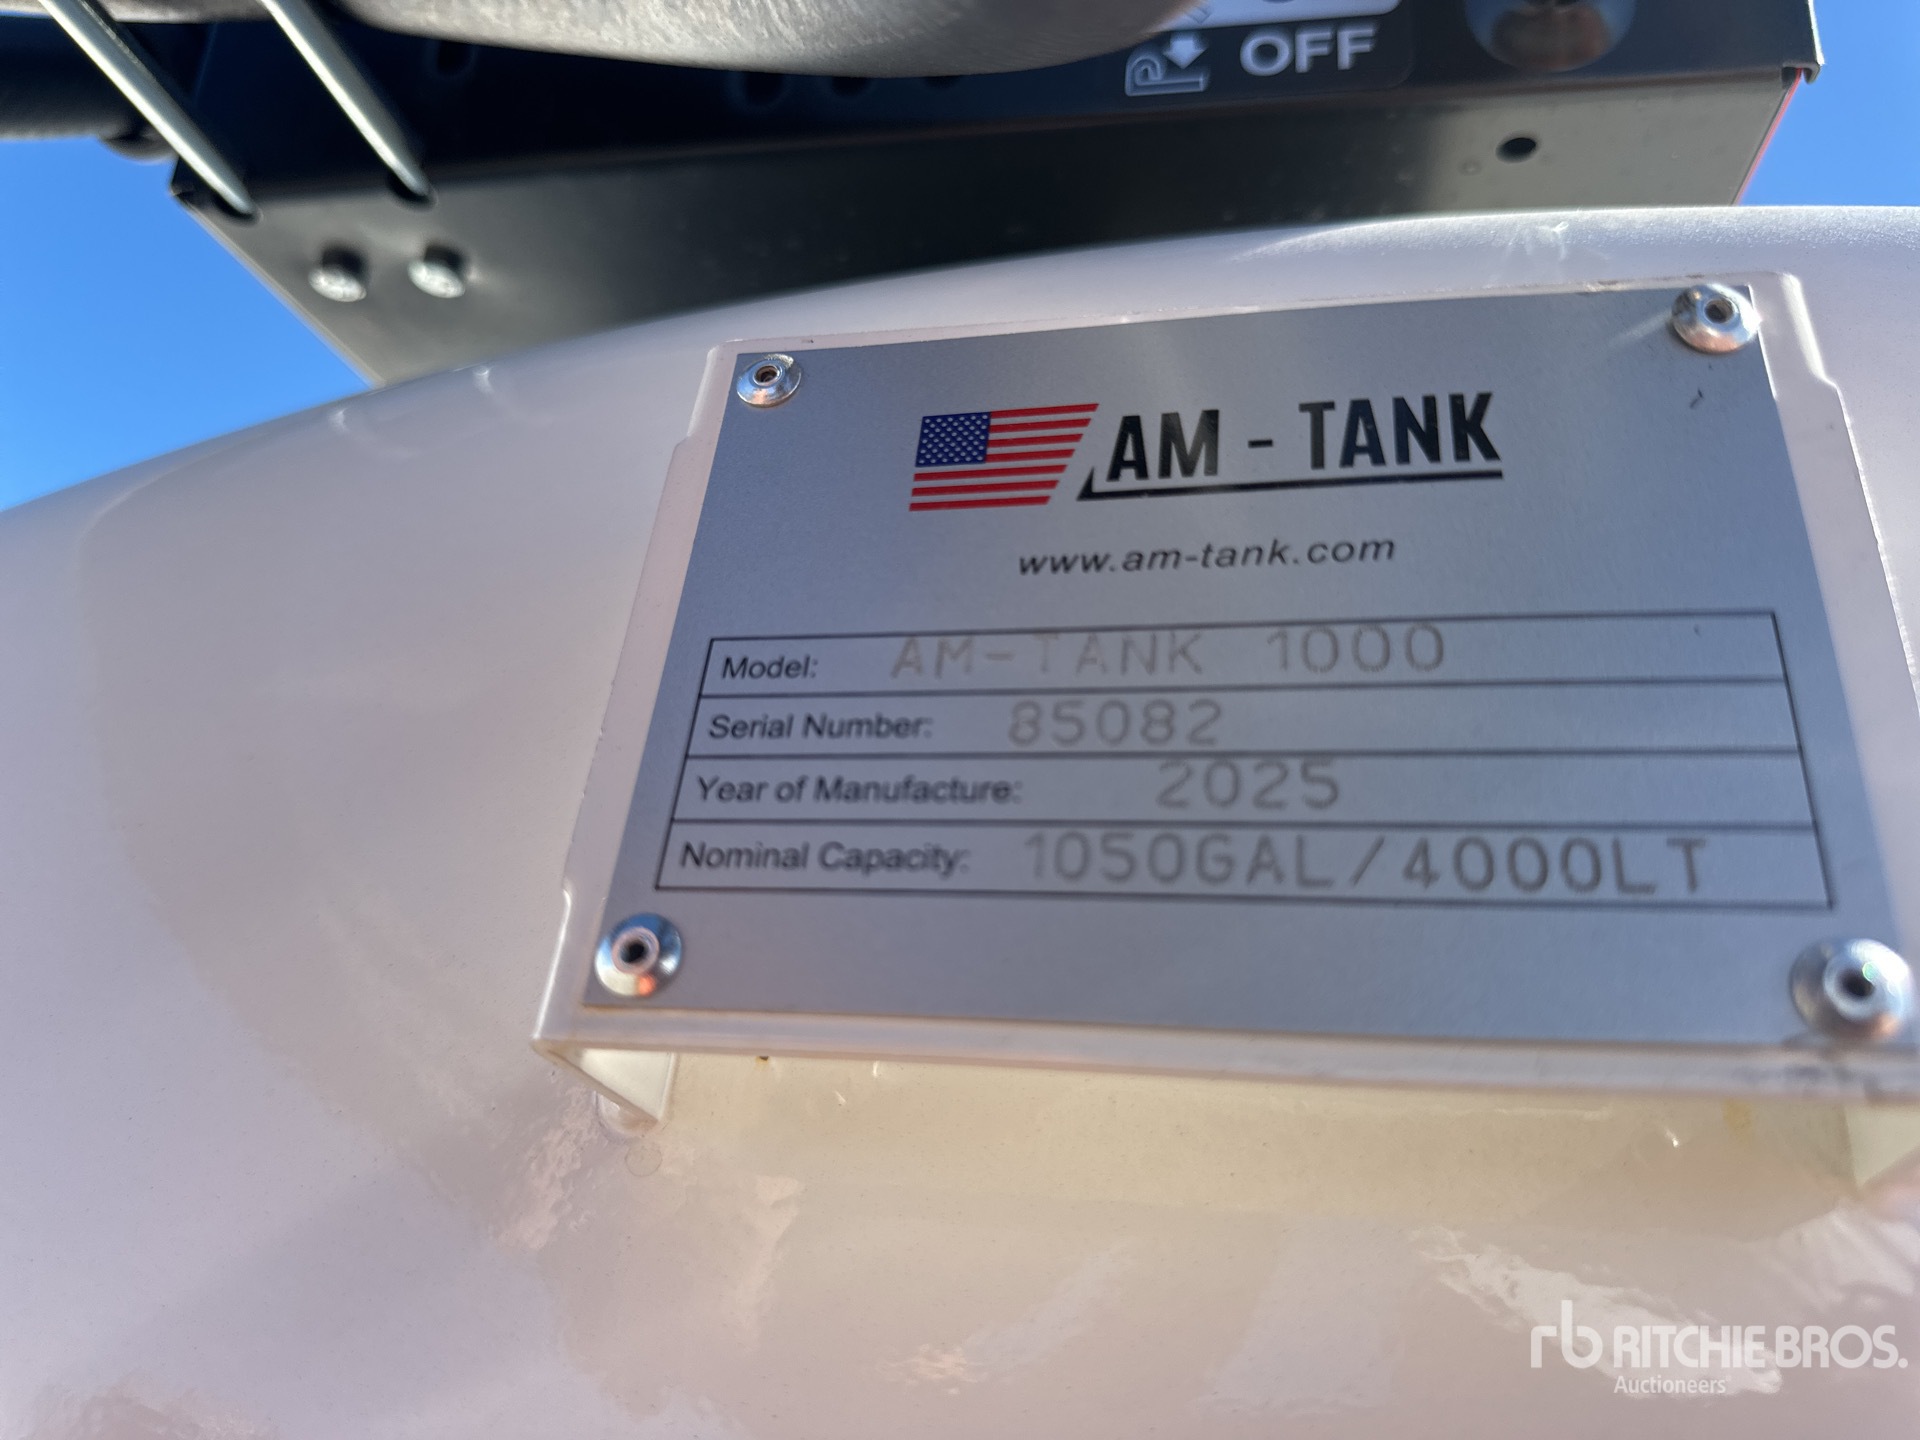 OFF
AM - TANK
www.am-tank.com
Model: AM-TANK 1000
Serial Number: 85082
Year of Manufacture: 2025
Nominal Capacity: 1050GAL/4000LT
rb RITCHIE BROS.
Auctioneers